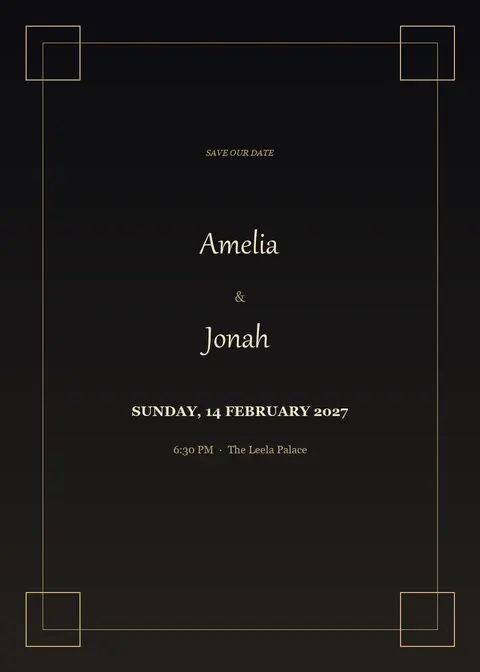 SAVE OUR DATE
Amelia
&
Jonah
SUNDAY, 14 FEBRUARY 2027
6:30 PM · The Leela Palace